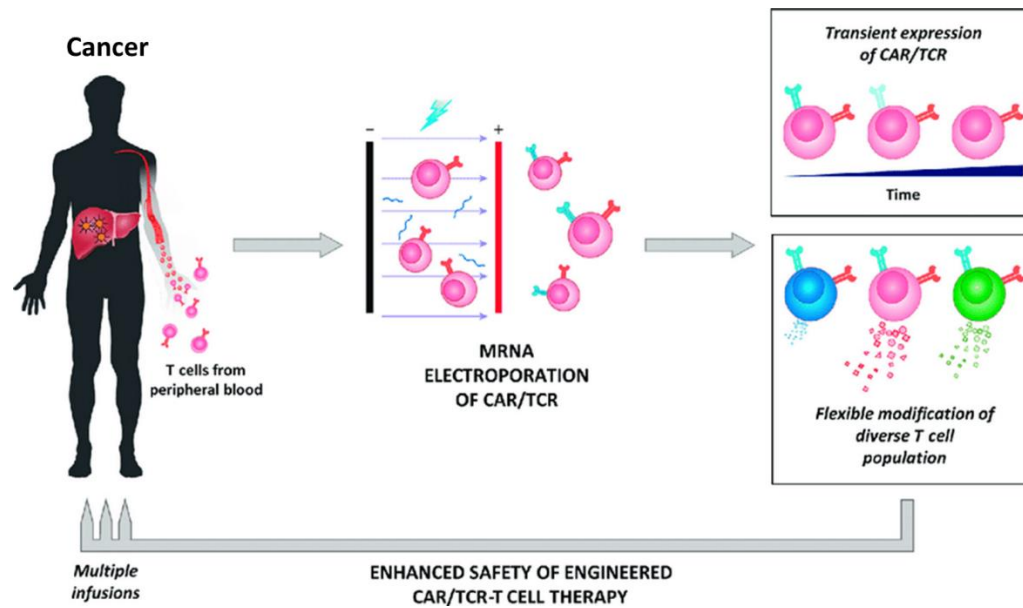 Cancer
T cells from
peripheral blood
−
+
MRNA
ELECTROPORATION
OF CAR/TCR
Transient expression
of CAR/TCR
Time
Flexible modification of
diverse T cell
population
Multiple
infusions
ENHANCED SAFETY OF ENGINEERED
CAR/TCR-T CELL THERAPY